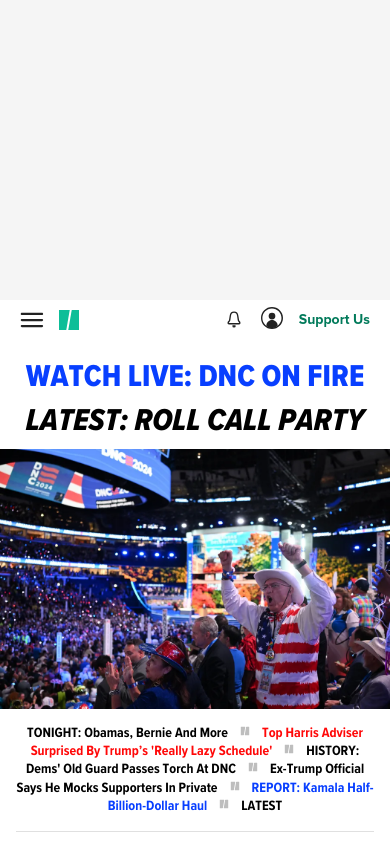 Support Us
WATCH LIVE: DNC ON FIRE
LATEST: ROLL CALL PARTY
DNC 2024
DNC 2024
TONIGHT: Obamas, Bernie And More
Top Harris Adviser
Surprised By Trump's 'Really Lazy Schedule'
HISTORY:
Dems' Old Guard Passes Torch At DNC
Ex-Trump Official
Says He Mocks Supporters In Private
REPORT: Kamala Half-
Billion-Dollar Haul
LATEST